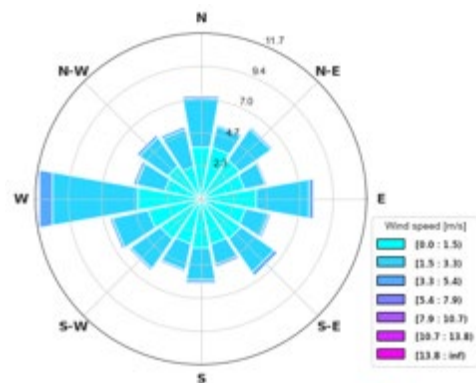 N
11.7
N-W
9.4
N-E
7.0
4.7
2.3
W
E
Wind speed [m/s]
[0.0 : 1.5)
[1.5 : 3.3)
[3.3 : 5.4)
[5.4 : 7.9)
[7.9 : 10.7)
[10.7 : 13.8)
[13.8 : inf)
S-W
S-E
S